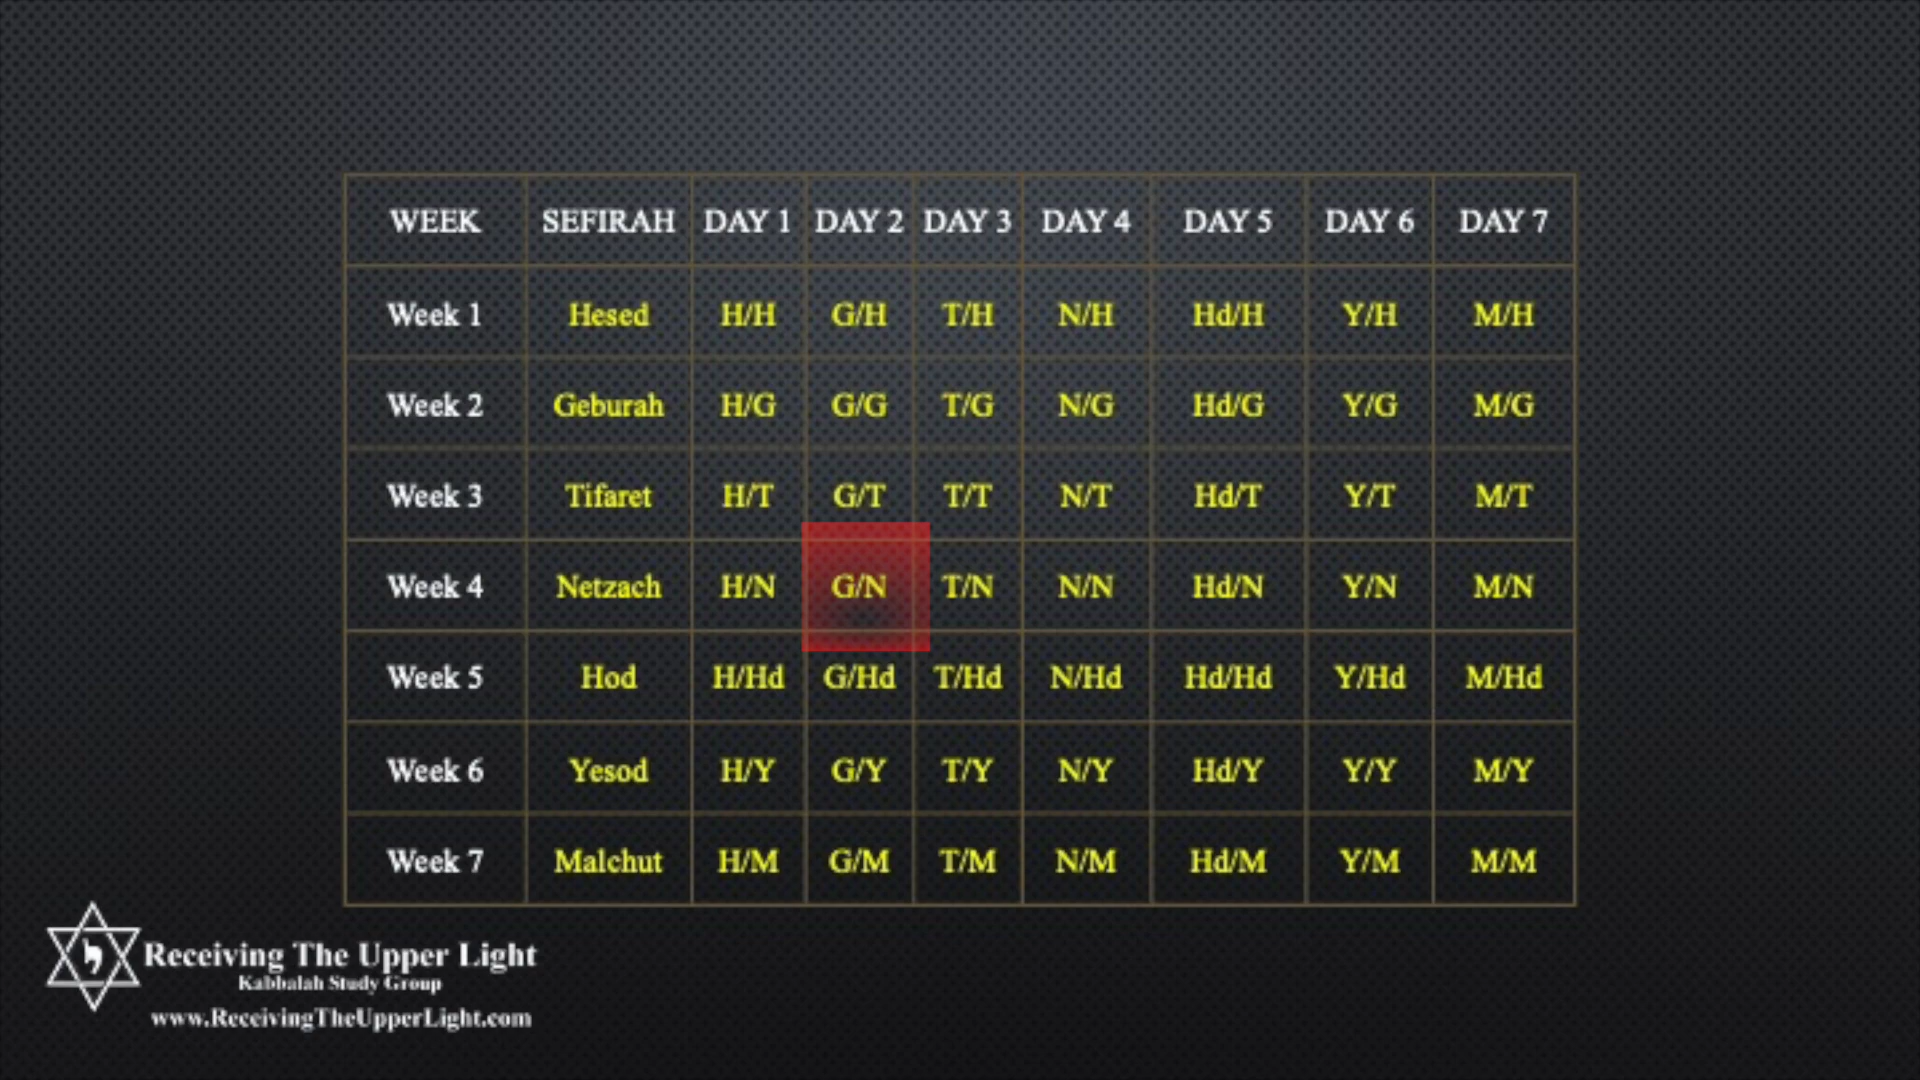 WEEK SEFIRAH DAY 1 DAY 2 DAY 3 DAY 4 DAY 5 DAY 6 DAY 7
Week 1 Hesed H/H G/H T/H N/H Hd/H Y/H M/H
Week 2 Geburah H/G G/G T/G N/G Hd/G Y/G M/G
Week 3 Tifaret H/T G/T T/T N/T Hd/T Y/T M/T
Week 4 Netzach H/N G/N T/N N/N Hd/N Y/N M/N
Week 5 Hod H/Hd G/Hd T/Hd N/Hd Hd/Hd Y/Hd M/Hd
Week 6 Yesod H/Y G/Y T/Y N/Y Hd/Y Y/Y M/Y
Week 7 Malchut H/M G/M T/M N/M Hd/M Y/M M/M
י
Receiving The Upper Light
Kabbalah Study Group
www.ReceivingTheUpperLight.com